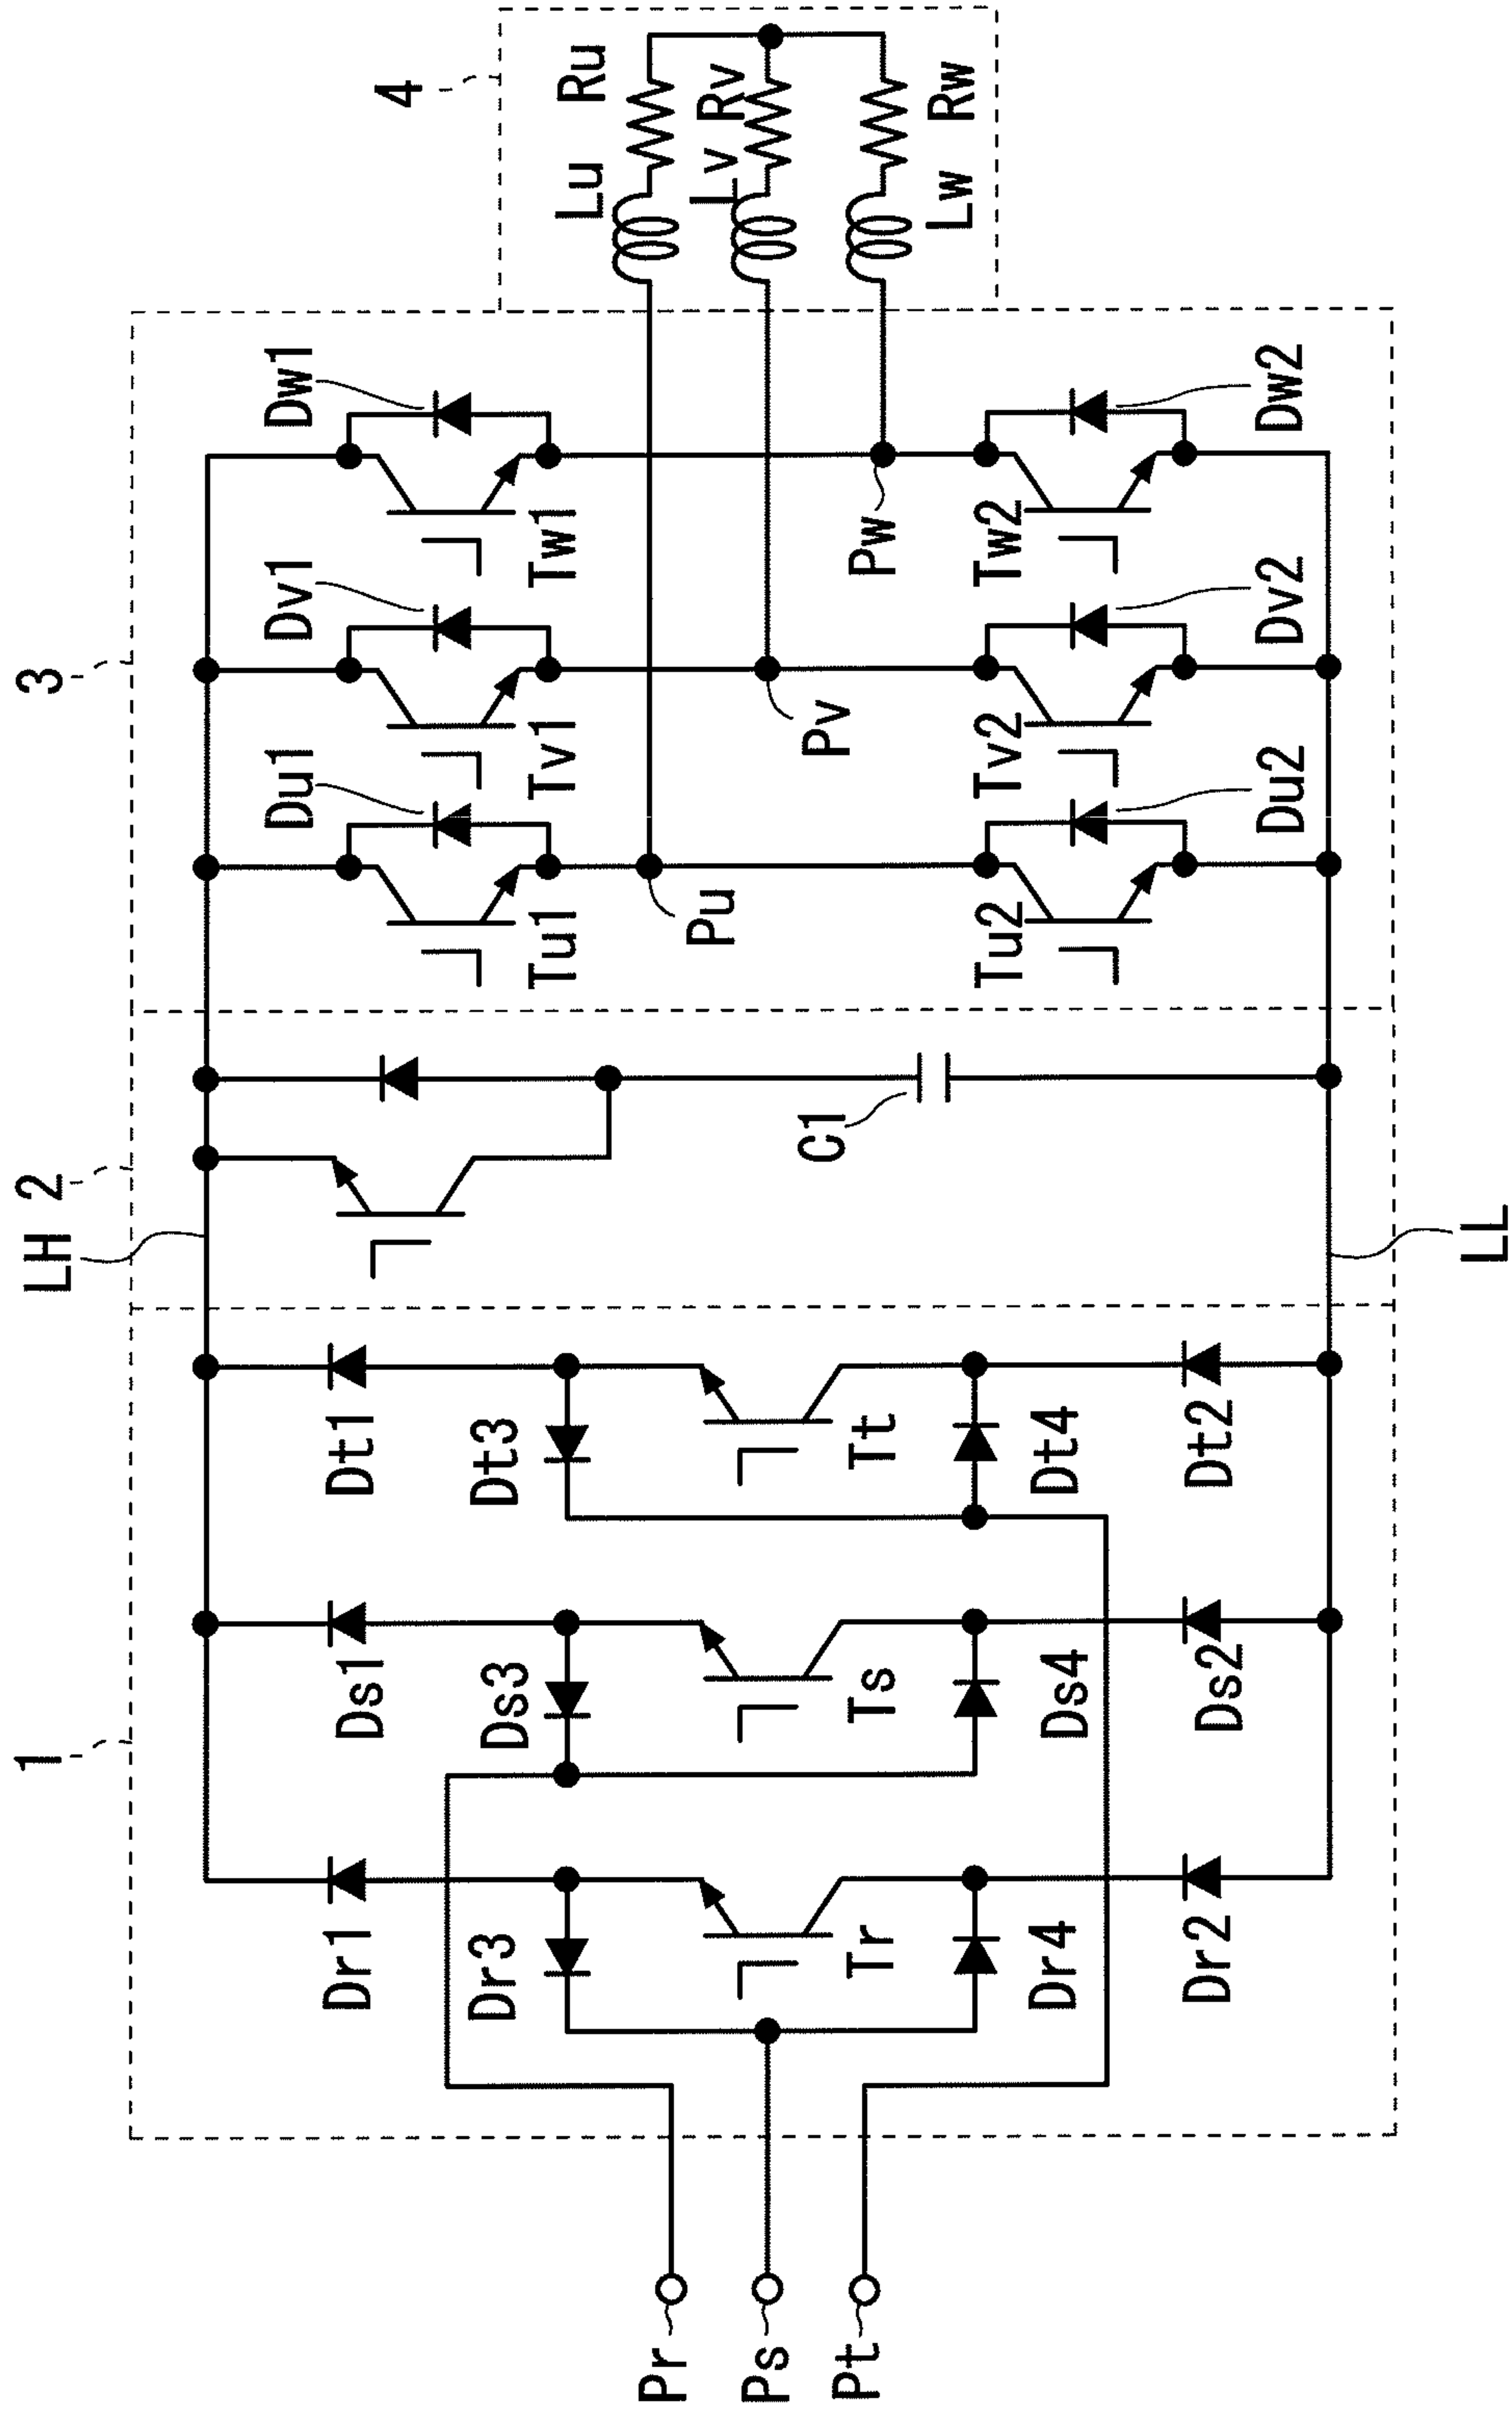 1
LH
2
3
4
Dr1
Ds1
Dt1
Du1
Dv1
Dw1
Dr3
Ds3
Dt3
Tu1
Tv1
Tw1
Lu
Ru
Pr
Ps
Pt
Tr
Ts
Tt
C1
Pu
Pv
Pw
Lv
Rv
Lw
Rw
Dr4
Ds4
Dt4
Tu2
Tv2
Tw2
Dr2
Ds2
Dt2
Du2
Dv2
Dw2
LL